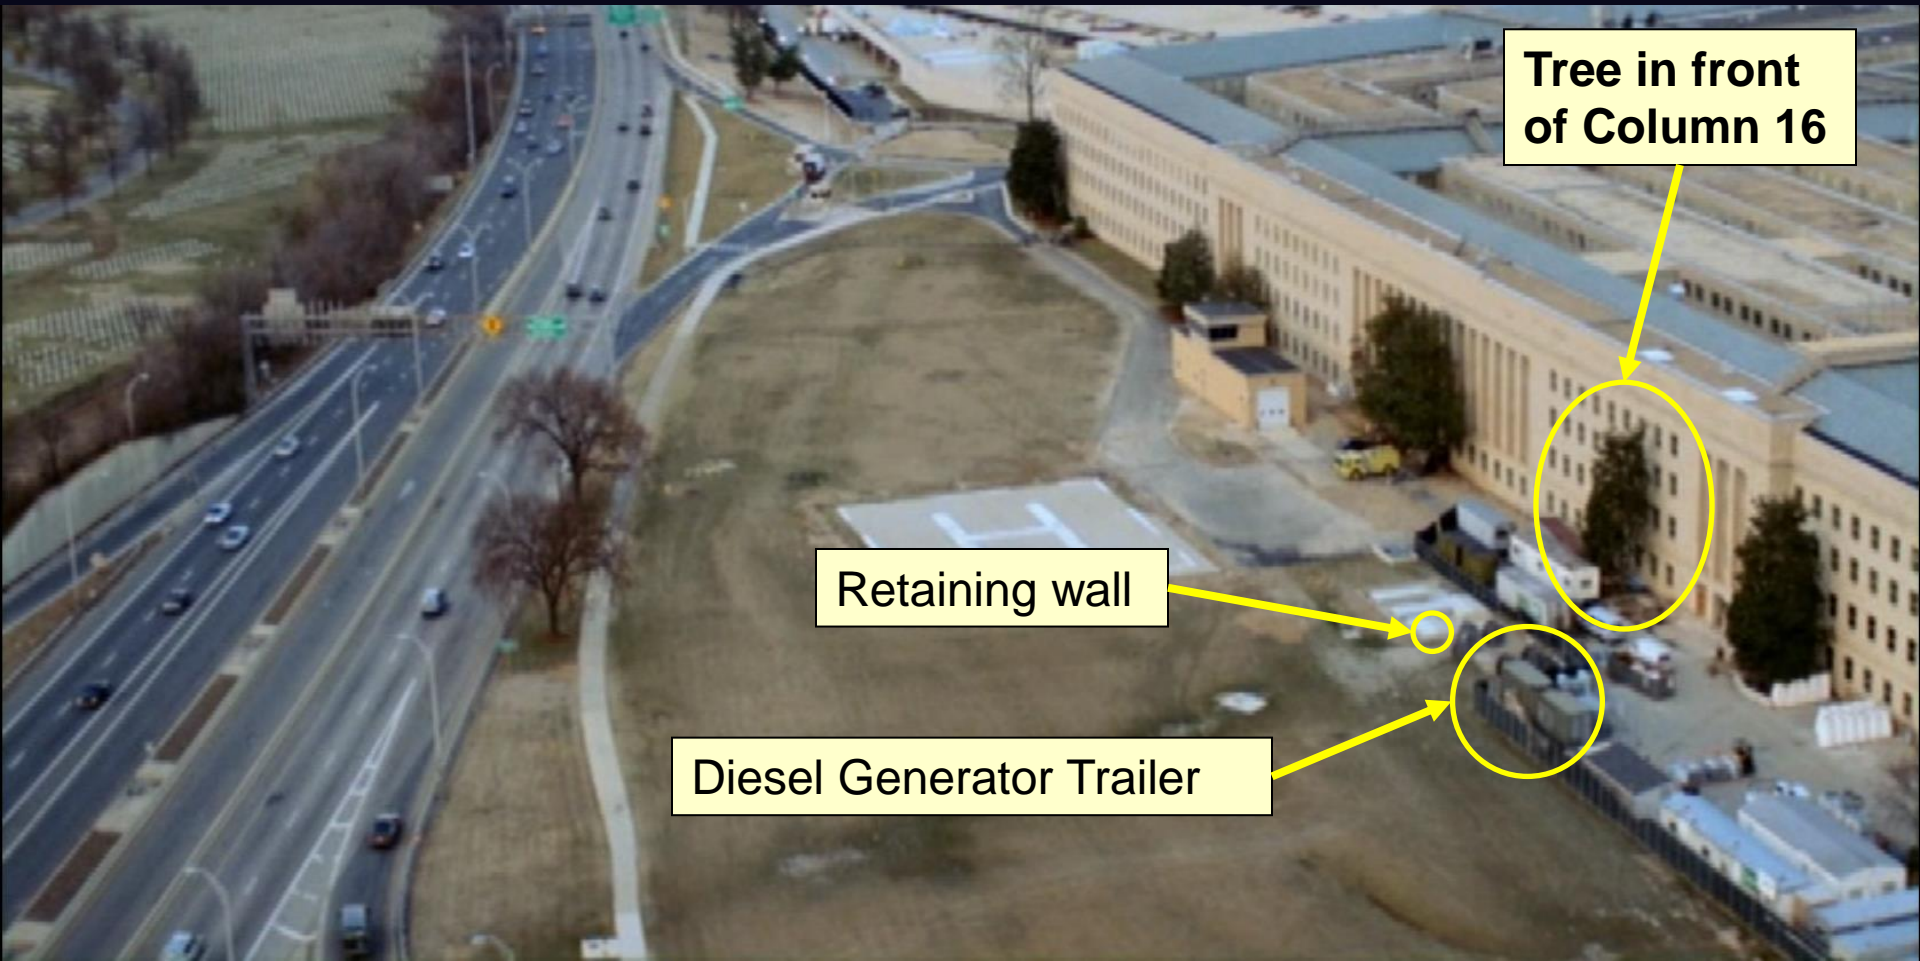 Tree in front
of Column 16
Retaining wall
Diesel Generator Trailer
H